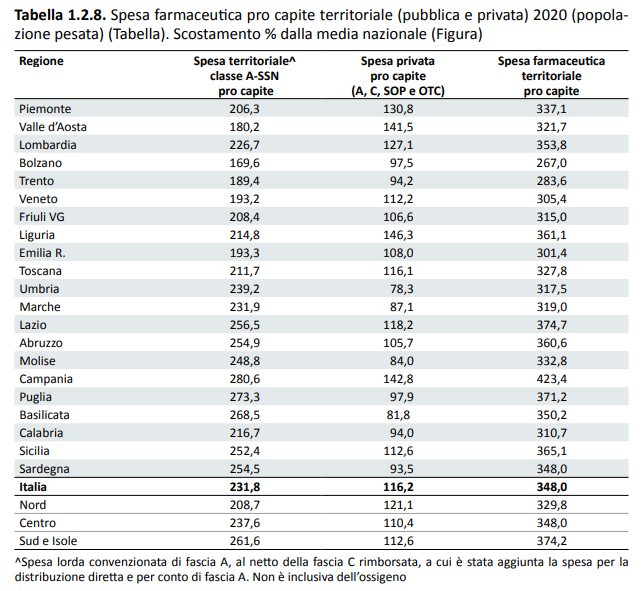 Tabella 1.2.8. Spesa farmaceutica pro capite territoriale (pubblica e privata) 2020 (popola-
zione pesata) (Tabella). Scostamento % dalla media nazionale (Figura)
Regione Spesa territoriale^ Spesa privata Spesa farmaceutica
classe A-SSN pro capite territoriale
pro capite (A, C, SOP e OTC) pro capite
Piemonte 206,3 130,8 337,1
Valle d’Aosta 180,2 141,5 321,7
Lombardia 226,7 127,1 353,8
Bolzano 169,6 97,5 267,0
Trento 189,4 94,2 283,6
Veneto 193,2 112,2 305,4
Friuli VG 208,4 106,6 315,0
Liguria 214,8 146,3 361,1
Emilia R. 193,3 108,0 301,4
Toscana 211,7 116,1 327,8
Umbria 239,2 78,3 317,5
Marche 231,9 87,1 319,0
Lazio 256,5 118,2 374,7
Abruzzo 254,9 105,7 360,6
Molise 248,8 84,0 332,8
Campania 280,6 142,8 423,4
Puglia 273,3 97,9 371,2
Basilicata 268,5 81,8 350,2
Calabria 216,7 94,0 310,7
Sicilia 252,4 112,6 365,1
Sardegna 254,5 93,5 348,0
Italia 231,8 116,2 348,0
Nord 208,7 121,1 329,8
Centro 237,6 110,4 348,0
Sud e Isole 261,6 112,6 374,2
^Spesa lorda convenzionata di fascia A, al netto della fascia C rimborsata, a cui è stata aggiunta la spesa per la
distribuzione diretta e per conto di fascia A. Non è inclusiva dell’ossigeno